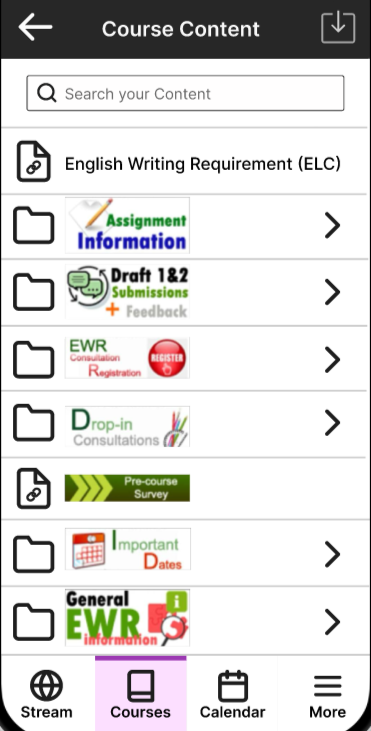 Course Content
Search your Content
English Writing Requirement (ELC)
Assignment
Information
Draft 1&2
Submissions
+ Feedback
EWR
Consultation
Registration
REGISTER
Drop-in
Consultations
Pre-course
Survey
Important
Dates
General
EWR
information
i
Stream
Courses
Calendar
More